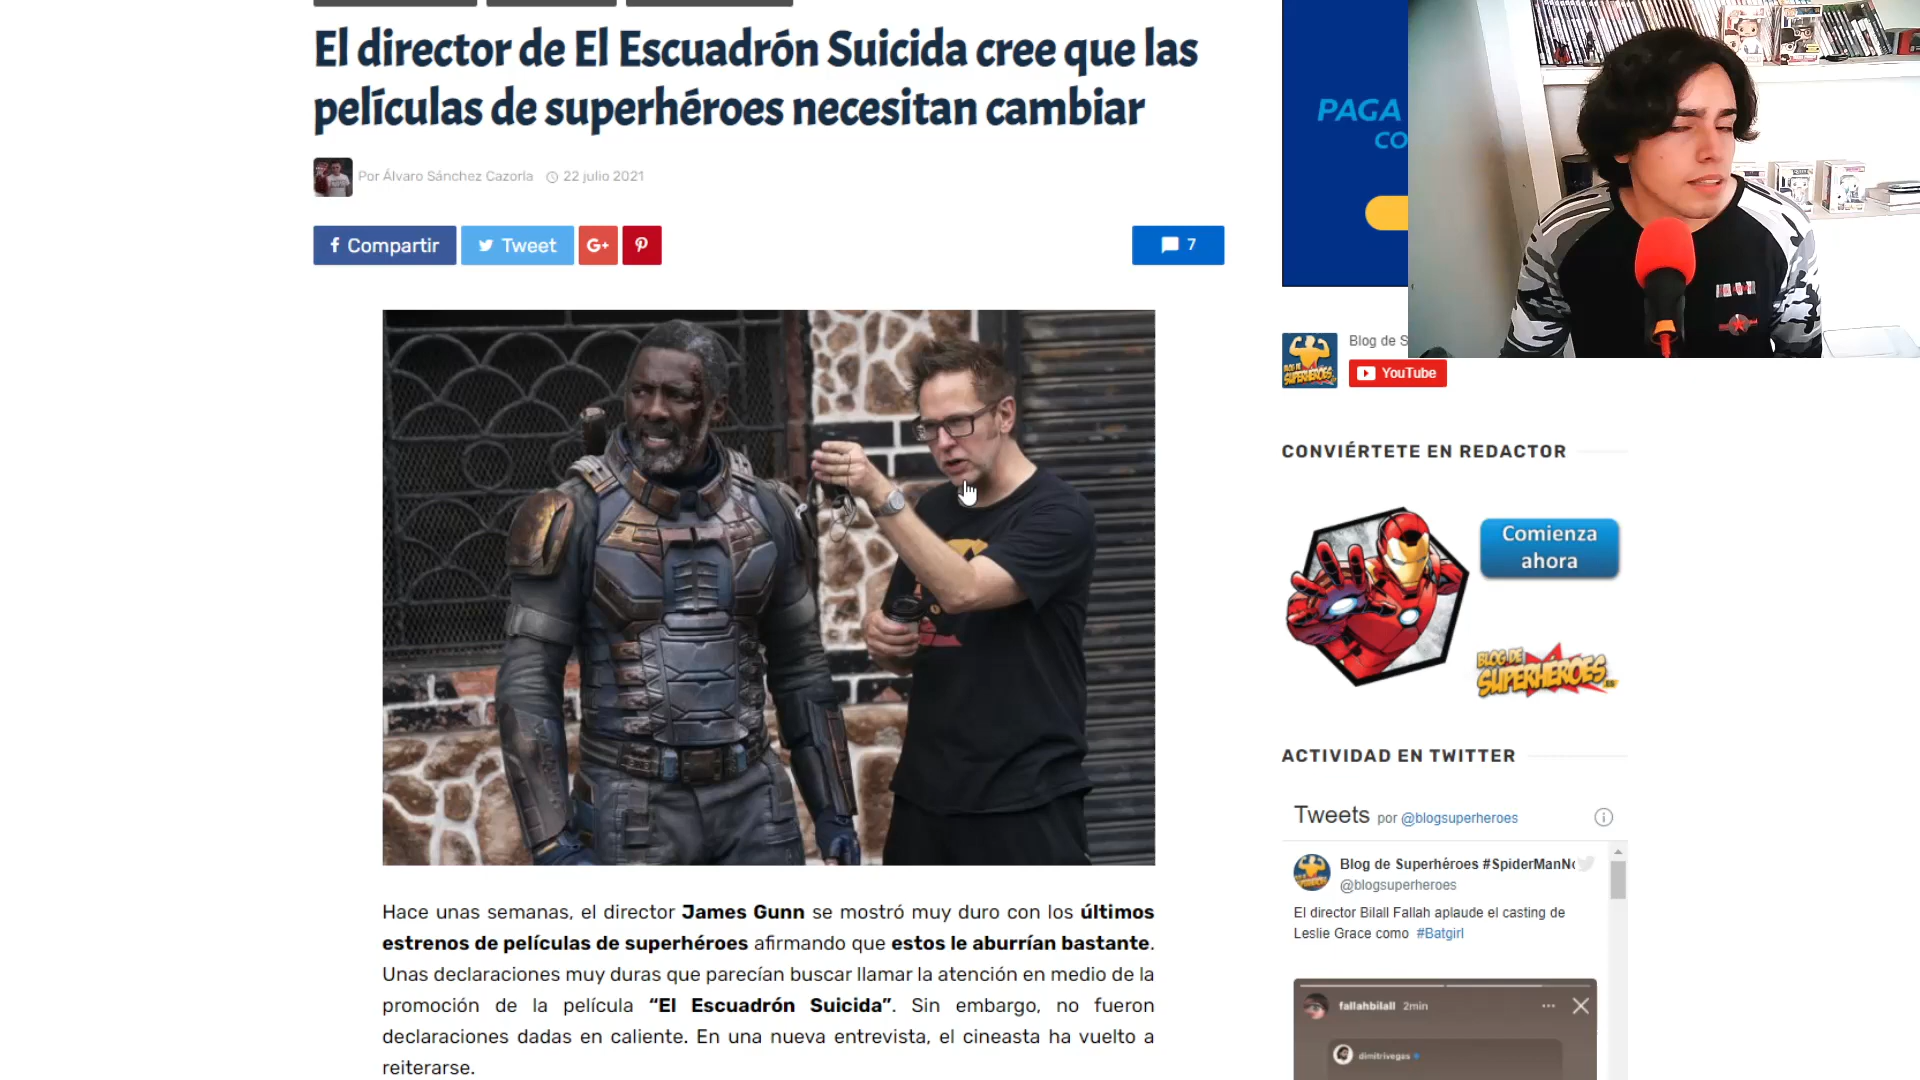 El director de El Escuadrón Suicida cree que las
películas de superhéroes necesitan cambiar
Por Álvaro Sánchez Cazorla 22 julio 2021
Compartir
Tweet
G+
7
Hace unas semanas, el director James Gunn se mostró muy duro con los últimos
estrenos de películas de superhéroes afirmando que estos le aburrían bastante.
Unas declaraciones muy duras que parecían buscar llamar la atención en medio de la
promoción de la película “El Escuadrón Suicida”. Sin embargo, no fueron
declaraciones dadas en caliente. En una nueva entrevista, el cineasta ha vuelto a
reiterarse.
PAGA
CO
Blog de S
YouTube
CONVIÉRTETE EN REDACTOR
Comienza
ahora
BLOG DE
SUPERHÉROES.ES
ACTIVIDAD EN TWITTER
Tweets por @blogsuperheroes
Blog de Superhéroes #SpiderManN
@blogsuperheroes
El director Bilall Fallah aplaude el casting de
Leslie Grace como #Batgirl
fallahbilall 2min
dimitrivegas